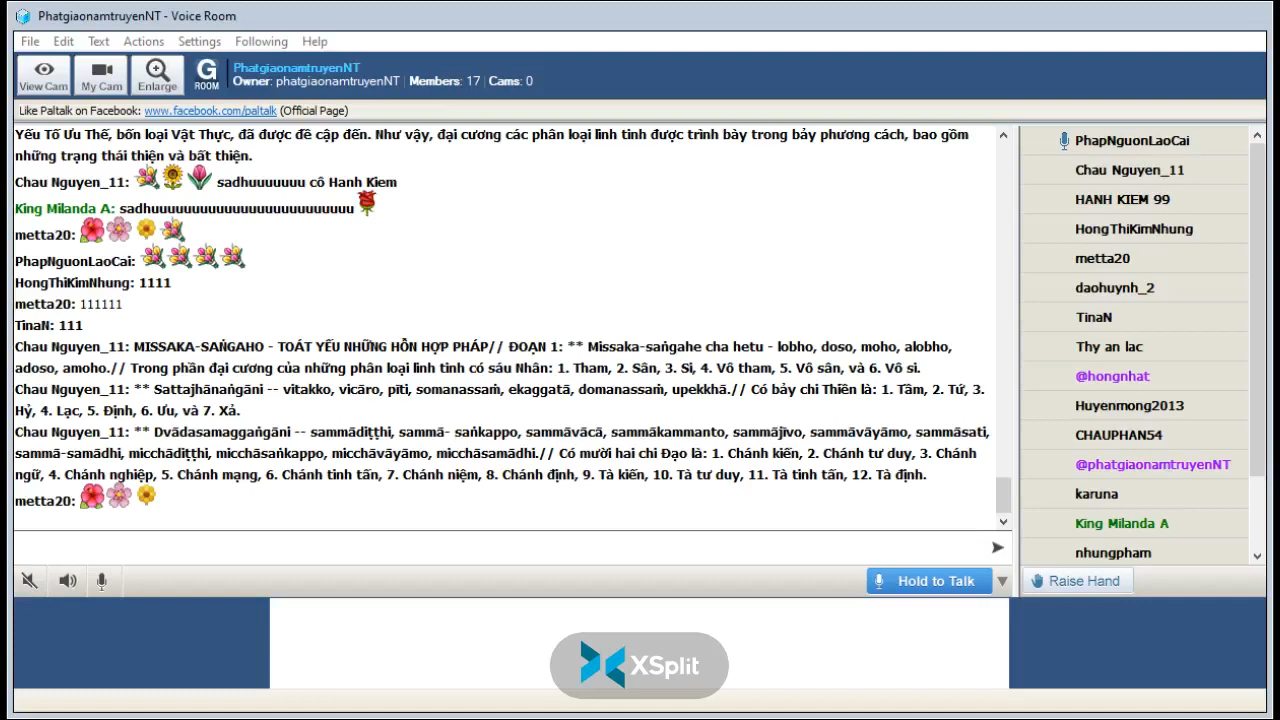 PhatgiaonamtruyenNT - Voice Room
File Edit Text Actions Settings Following Help
View Cam My Cam Enlarge G ROOM
PhatgiaonamtruyenNT
Owner: phatgiaonamtruyenNT | Members: 17 | Cams: 0
Like Paltalk on Facebook: www.facebook.com/paltalk (Official Page)
Yếu Tố Ưu Thế, bốn loại Vật Thực, đã được đề cập đến. Như vậy, đại cương các phân loại linh tinh được trình bày trong bảy phương cách, bao gồm
những trạng thái thiện và bất thiện.
Chau Nguyen_11: sadhuuuuuuu cô Hanh Kiem
King Milanda A: sadhuuuuuuuuuuuuuuuuuuuuuuuuu
metta20:
PhapNguonLaoCai:
HongThiKimNhung: 1111
metta20: 111111
TinaN: 111
Chau Nguyen_11: MISSAKA-SAṄGAHO - TOÁT YẾU NHỮNG HỖN HỢP PHÁP// ĐOẠN 1: ** Missaka-saṅgahe cha hetu - lobho, doso, moho, alobho,
adoso, amoho.// Trong phần đại cương của những phân loại linh tinh có sáu Nhân: 1. Tham, 2. Sân, 3. Si, 4. Vô tham, 5. Vô sân, và 6. Vô si.
Chau Nguyen_11: ** Sattajhānaṅgāni -- vitakko, vicāro, pīti, somanassaṁ, ekaggatā, domanassaṁ, upekkhā.// Có bảy chi Thiền là: 1. Tầm, 2. Tứ, 3.
Hỷ, 4. Lạc, 5. Định, 6. Ưu, và 7. Xả.
Chau Nguyen_11: ** Dvādasamaggaṅgāni -- sammādiṭṭhi, sammā- saṅkappo, sammāvācā, sammākammanto, sammājīvo, sammāvāyāmo, sammāsati,
sammā-samādhi, micchādiṭṭhi, micchāsaṅkappo, micchāvāyāmo, micchāsamādhi.// Có mười hai chi Đạo là: 1. Chánh kiến, 2. Chánh tư duy, 3. Chánh
ngữ, 4. Chánh nghiệp, 5. Chánh mạng, 6. Chánh tinh tấn, 7. Chánh niệm, 8. Chánh định, 9. Tà kiến, 10. Tà tư duy, 11. Tà tinh tấn, 12. Tà định.
metta20:
Hold to Talk
PhapNguonLaoCai
Chau Nguyen_11
HANH KIEM 99
HongThiKimNhung
metta20
daohuynh_2
TinaN
Thy an lac
@hongnhat
Huyenmong2013
CHAUPHAN54
@phatgiaonamtruyenNT
karuna
King Milanda A
nhungpham
Raise Hand
XSplit